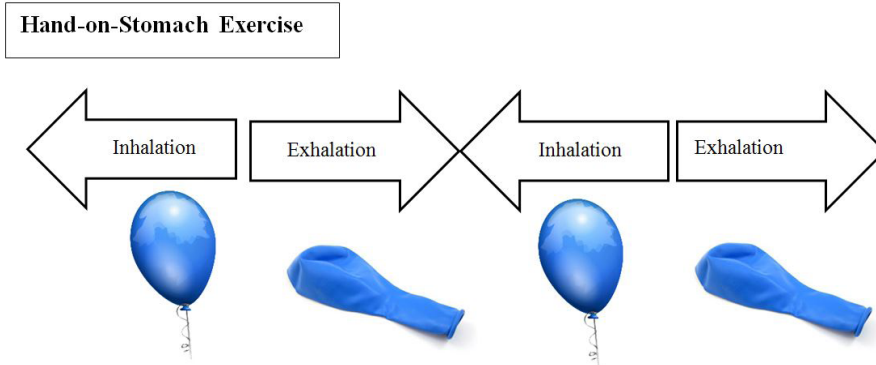 Hand-on-Stomach Exercise
Inhalation
Exhalation
Inhalation
Exhalation